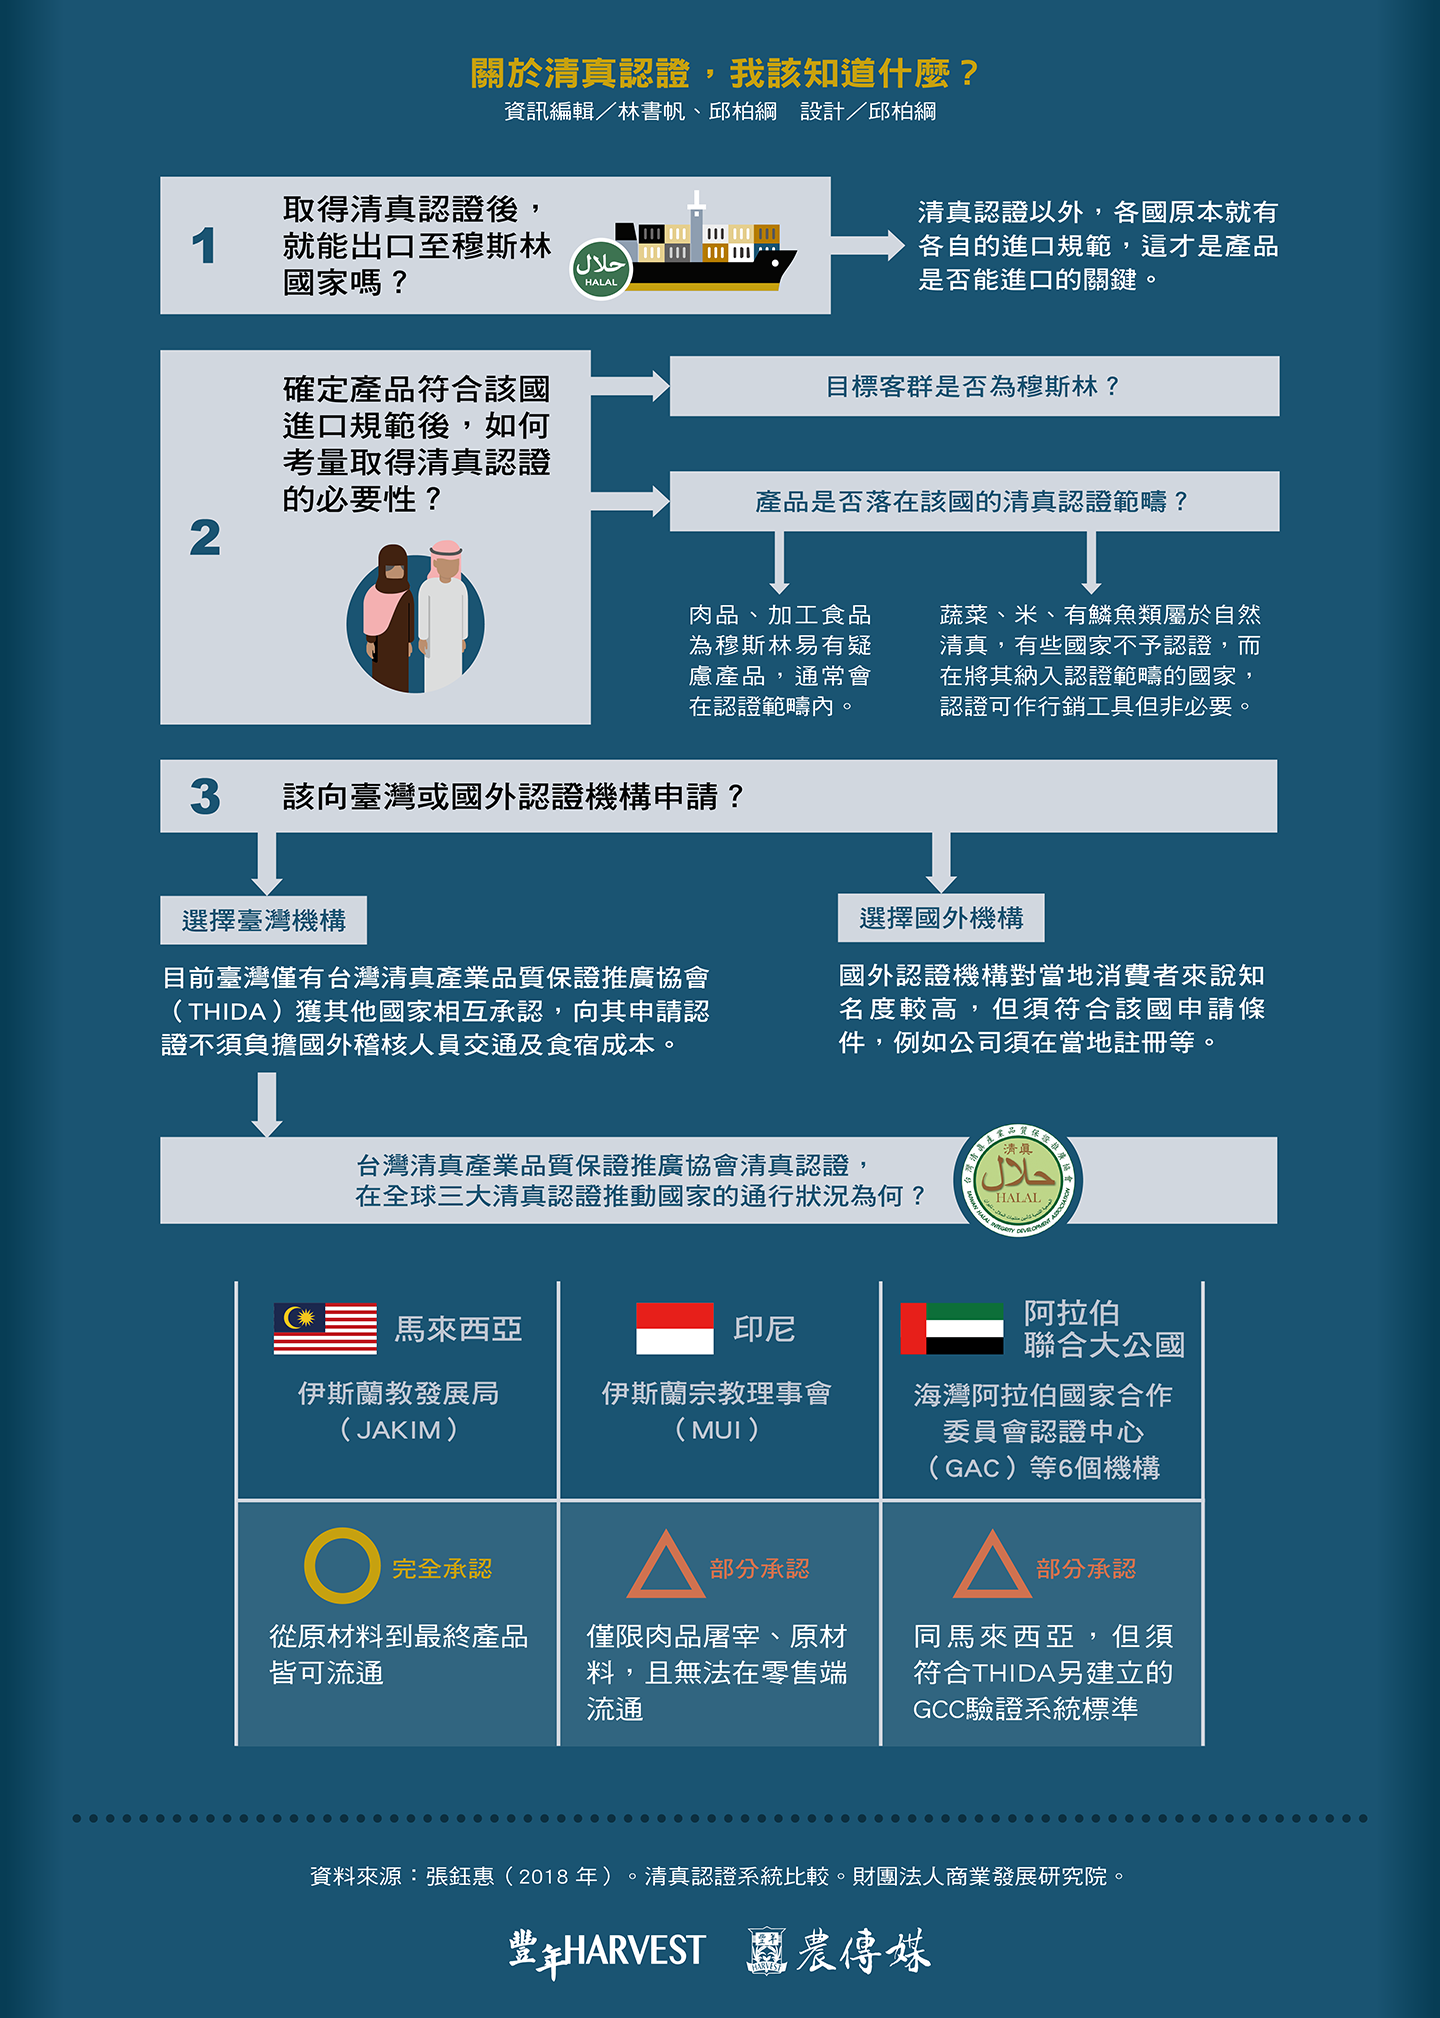 關於清真認證，我該知道什麼？
資訊編輯／林書帆、邱柏綱　設計／邱柏綱
1
取得清真認證後，
就能出口至穆斯林
國家嗎？
حلال
HALAL
清真認證以外，各國原本就有
各自的進口規範，這才是產品
是否能進口的關鍵。
2
確定產品符合該國
進口規範後，如何
考量取得清真認證
的必要性？
目標客群是否為穆斯林？
產品是否落在該國的清真認證範疇？
肉品、加工食品
為穆斯林易有疑
慮產品，通常會
在認證範疇內。
蔬菜、米、有鱗魚類屬於自然
清真，有些國家不予認證，而
在將其納入認證範疇的國家，
認證可作行銷工具但非必要。
3
該向臺灣或國外認證機構申請？
選擇臺灣機構
目前臺灣僅有台灣清真產業品質保證推廣協會
（THIDA）獲其他國家相互承認，向其申請認
證不須負擔國外稽核人員交通及食宿成本。
選擇國外機構
國外認證機構對當地消費者來說知
名度較高，但須符合該國申請條
件，例如公司須在當地註冊等。
台灣清真產業品質保證推廣協會清真認證，
在全球三大清真認證推動國家的通行狀況為何？
台灣清真產業品質保證推廣協會
清真
حلال
HALAL
TAIWAN HALAL INTEGRITY DEVELOPMENT ASSOCIATION
馬來西亞
伊斯蘭教發展局
（JAKIM）
印尼
伊斯蘭宗教理事會
（MUI）
阿拉伯
聯合大公國
海灣阿拉伯國家合作
委員會認證中心
（GAC）等6個機構
完全承認
從原材料到最終產品
皆可流通
部分承認
僅限肉品屠宰、原材
料，且無法在零售端
流通
部分承認
同馬來西亞，但須
符合THIDA另建立的
GCC驗證系統標準
資料來源：張鈺惠（2018 年）。清真認證系統比較。財團法人商業發展研究院。
豐年HARVEST
豐年
HARVEST
農傳媒